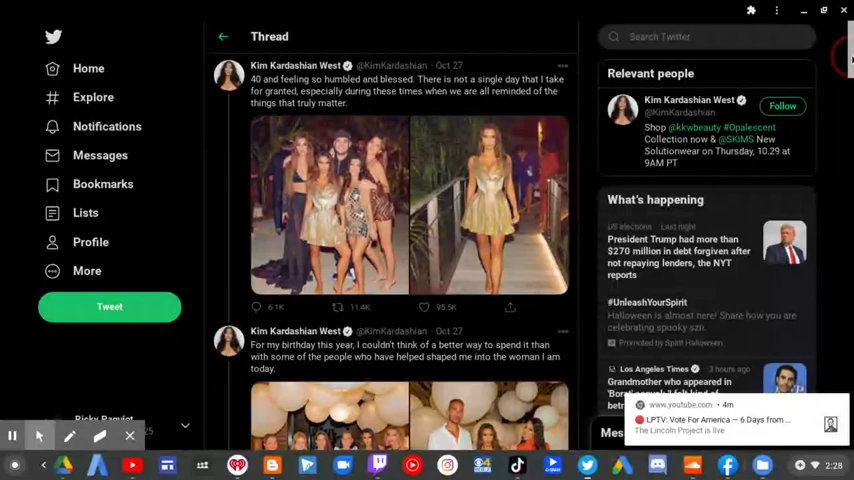 Thread
Search Twitter
Home
Explore
Notifications
Messages
Bookmarks
Lists
Profile
More
Tweet
Kim Kardashian West @KimKardashian · Oct 27
40 and feeling so humbled and blessed. There is not a single day that I take
for granted, especially during these times when we are all reminded of the
things that truly matter.
6.1K 11.4K 95.5K
Kim Kardashian West @KimKardashian · Oct 27
For my birthday this year, I couldn't think of a better way to spend it than
with some of the people who have helped shaped me into the woman I am
today.
Relevant people
Kim Kardashian West
@KimKardashian
Follow
Shop @kkwbeauty #Opalescent
Collection now & @SKIMS New
Solutionwear on Thursday, 10.29 at
9AM PT
What's happening
US elections · Last night
President Trump had more than
$270 million in debt forgiven after
not repaying lenders, the NYT
reports
#UnleashYourSpirit
Halloween is almost here! Share how you are
celebrating spooky szn.
Promoted by Spirit Halloween
Los Angeles Times · 3 hours ago
Grandmother who appeared in
www.youtube.com · 4m
LPTV: Vote For America — 6 Days from ...
The Lincoln Project is live
2:28